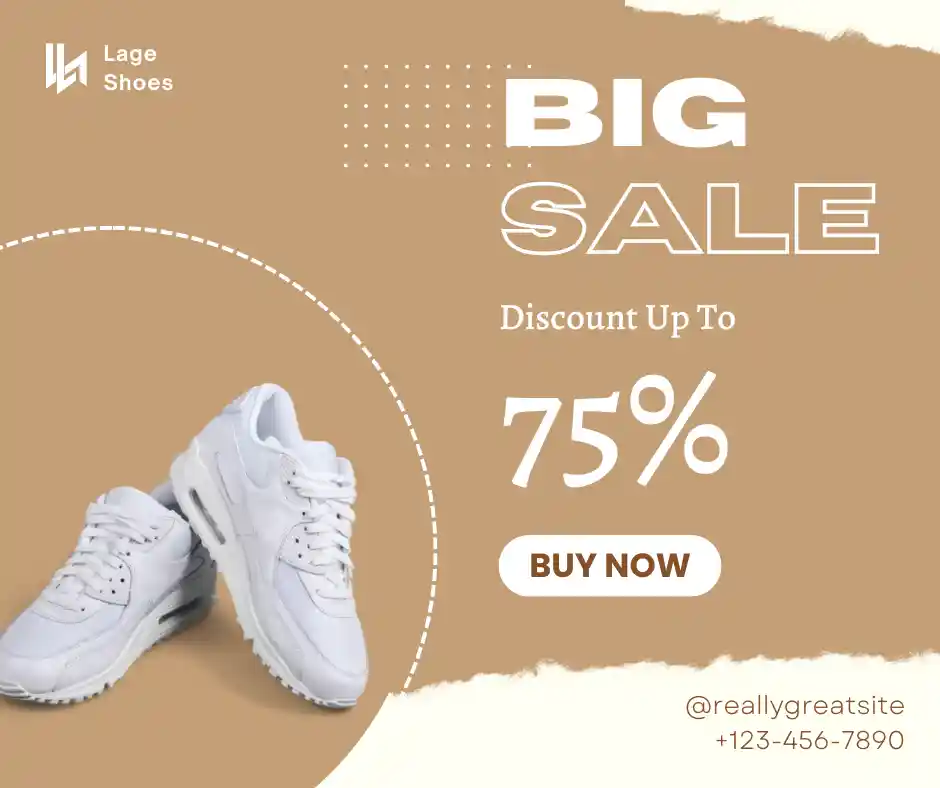 Lage
Shoes
BIG
SALE
Discount Up To
75%
BUY NOW
@reallygreatsite
+123-456-7890